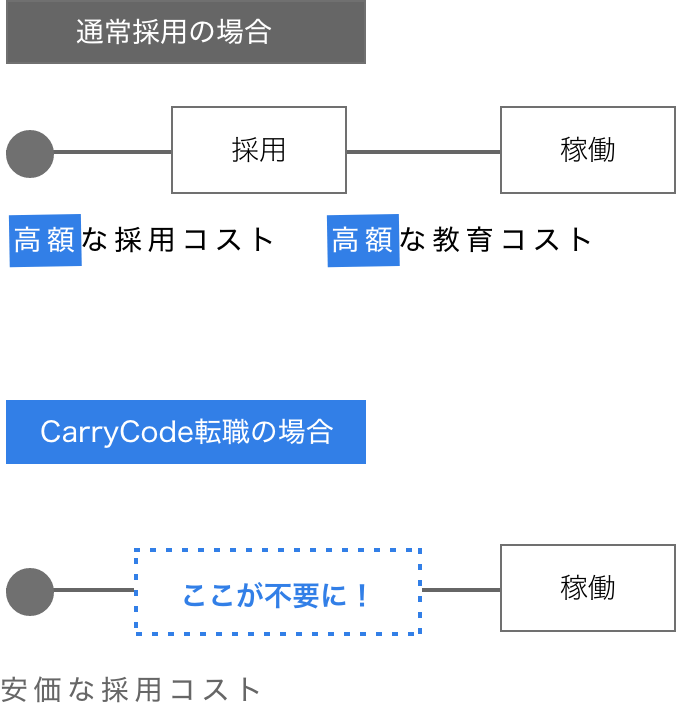 通常採用の場合
採用
稼働
高額な採用コスト
高額な教育コスト
CarryCode転職の場合
ここが不要に！
稼働
安価な採用コスト